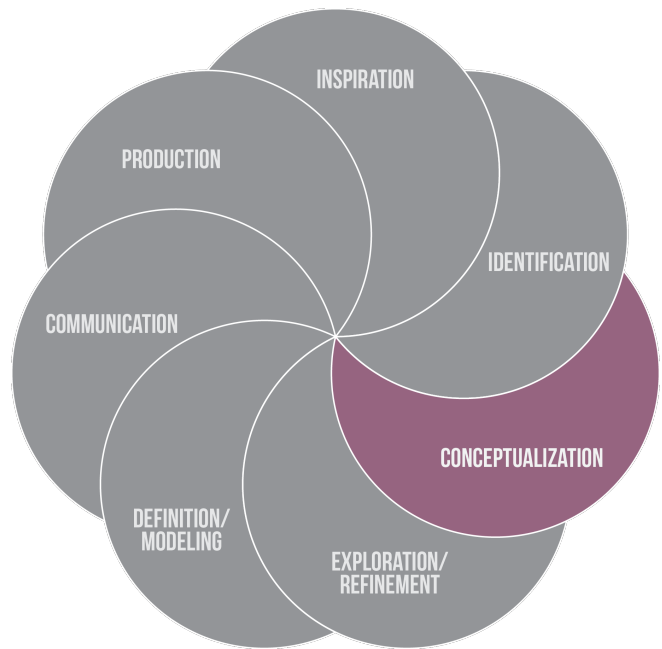 INSPIRATION
IDENTIFICATION
CONCEPTUALIZATION
EXPLORATION/
REFINEMENT
DEFINITION/
MODELING
COMMUNICATION
PRODUCTION